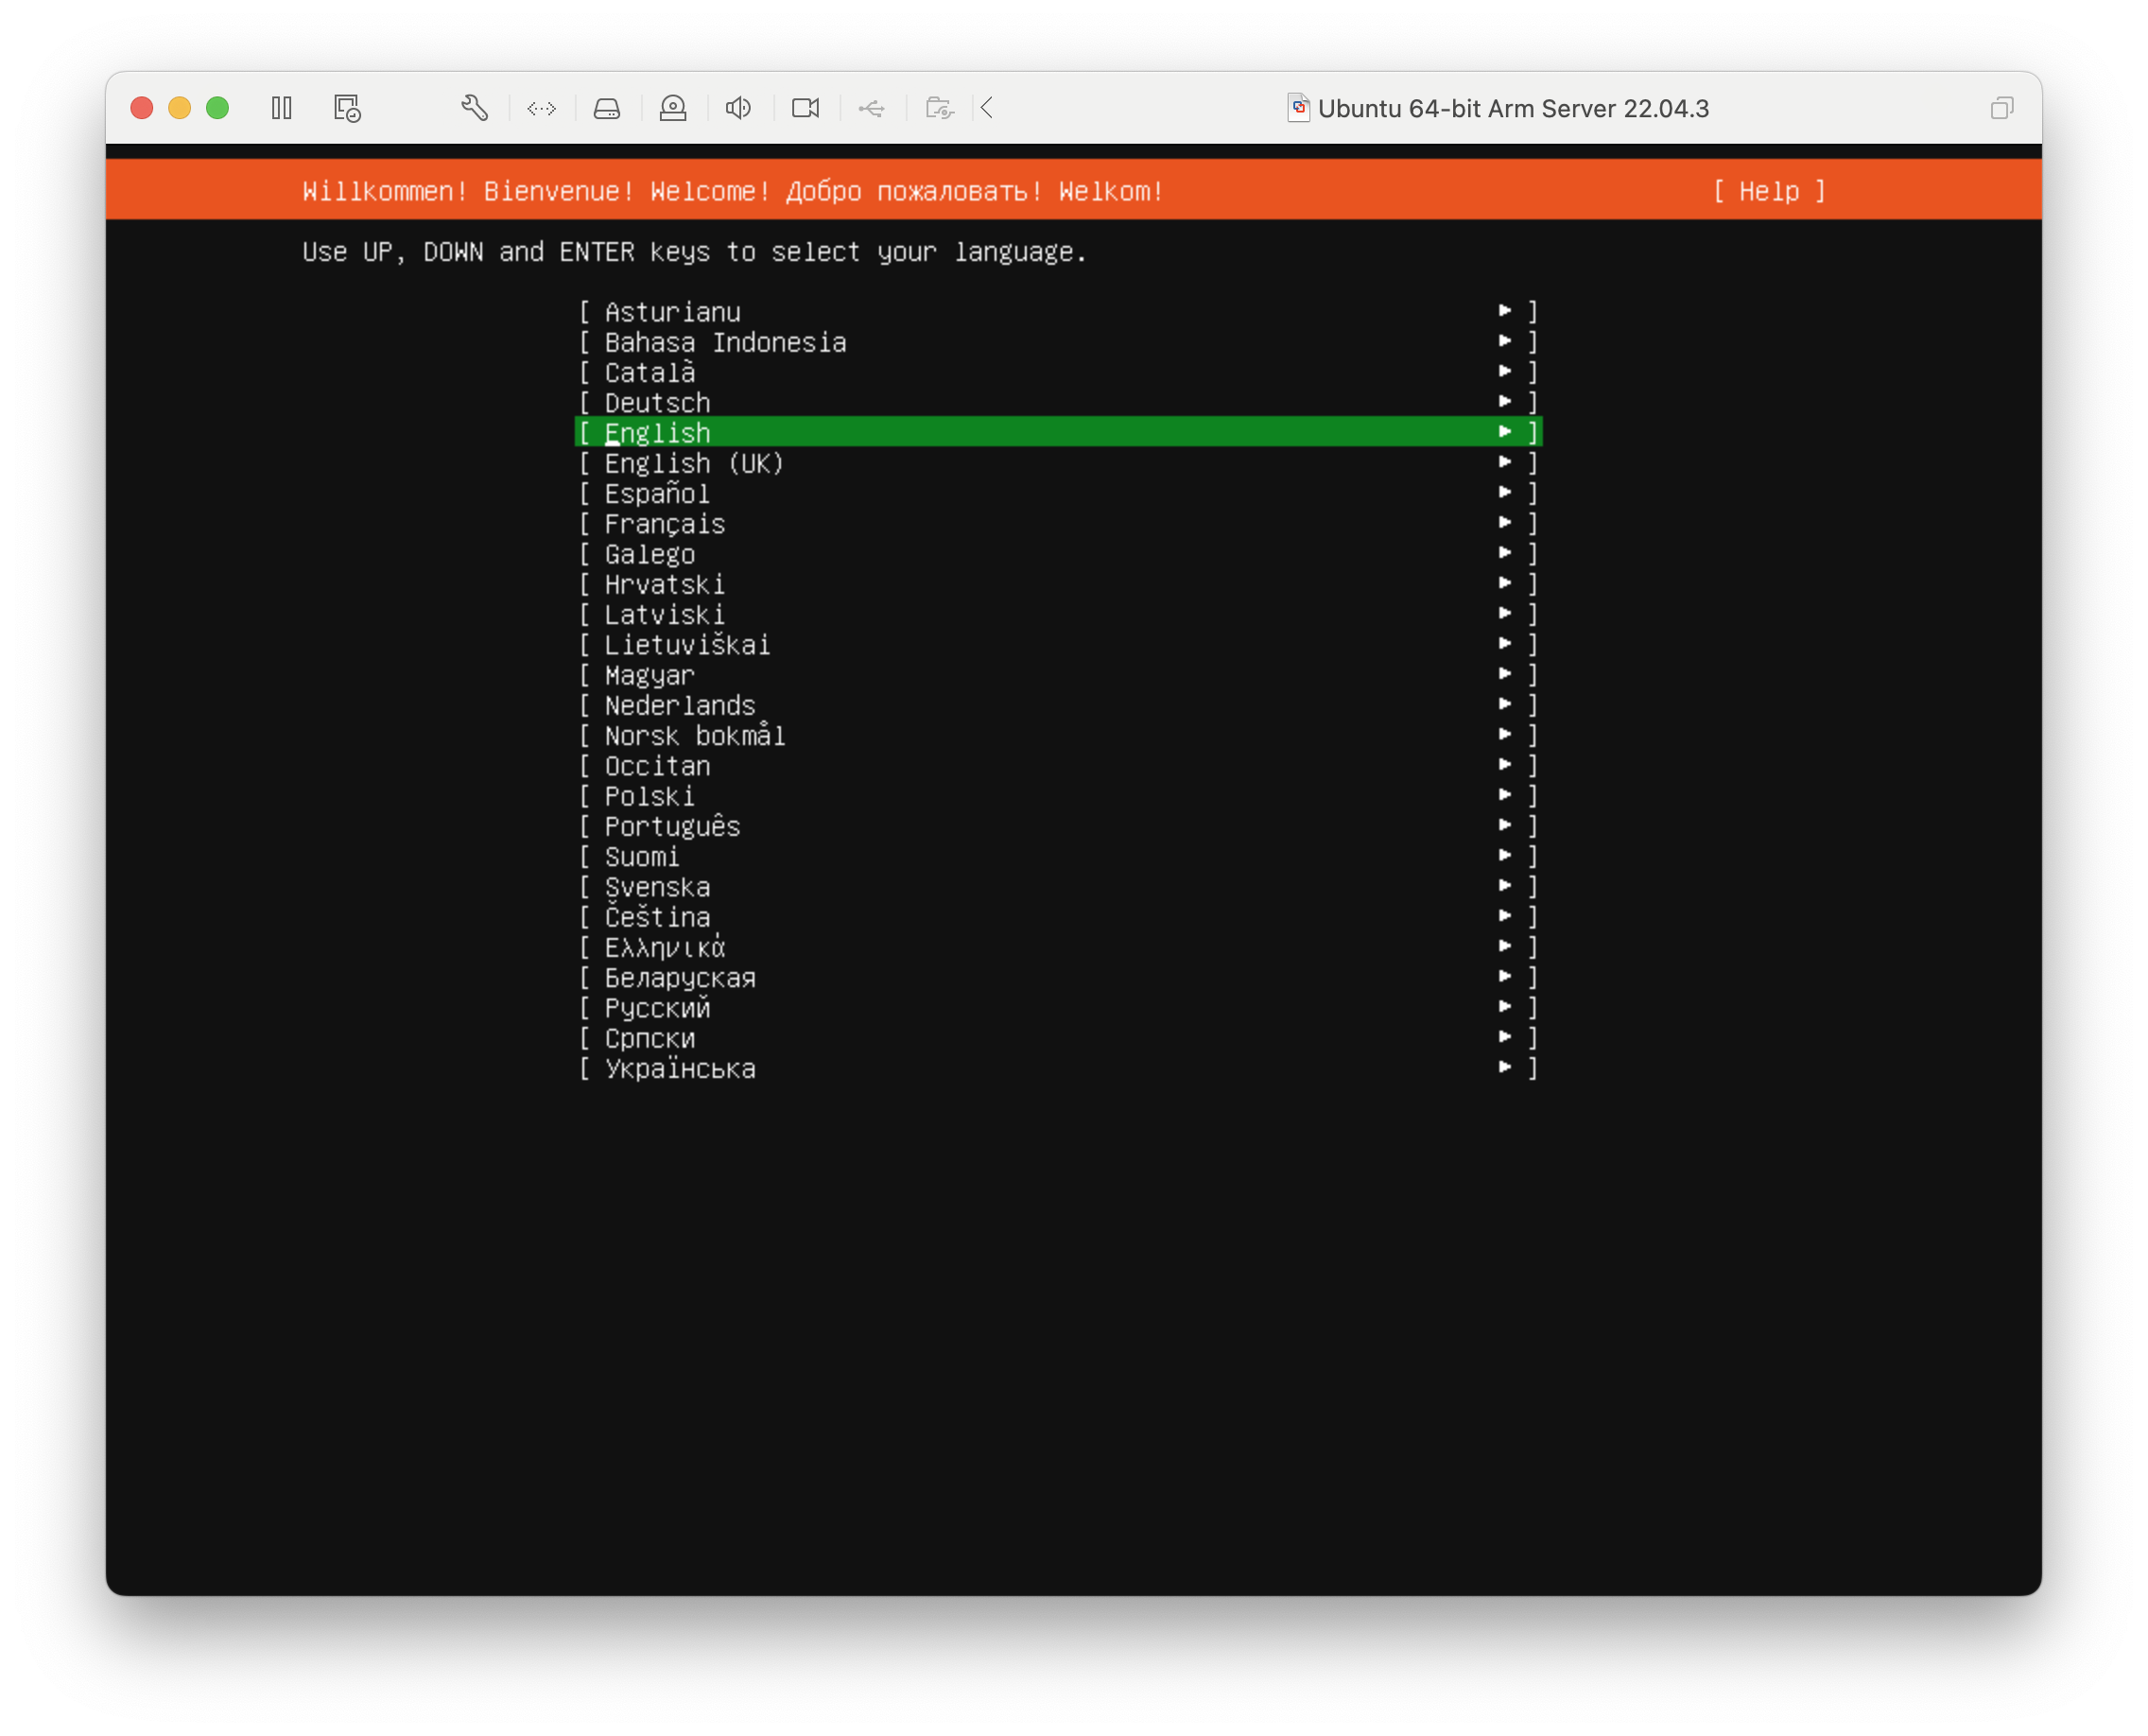 Ubuntu 64-bit Arm Server 22.04.3
Willkommen! Bienvenue! Welcome! Добро пожаловать! Welkom! [ Help ]
Use UP, DOWN and ENTER keys to select your language.
[ Asturianu ► ]
[ Bahasa Indonesia ► ]
[ Català ► ]
[ Deutsch ► ]
[ English ► ]
[ English (UK) ► ]
[ Español ► ]
[ Français ► ]
[ Galego ► ]
[ Hrvatski ► ]
[ Latviski ► ]
[ Lietuviškai ► ]
[ Magyar ► ]
[ Nederlands ► ]
[ Norsk bokmål ► ]
[ Occitan ► ]
[ Polski ► ]
[ Português ► ]
[ Suomi ► ]
[ Svenska ► ]
[ Čeština ► ]
[ Ελληνικά ► ]
[ Беларуская ► ]
[ Русский ► ]
[ Српски ► ]
[ Українська ► ]